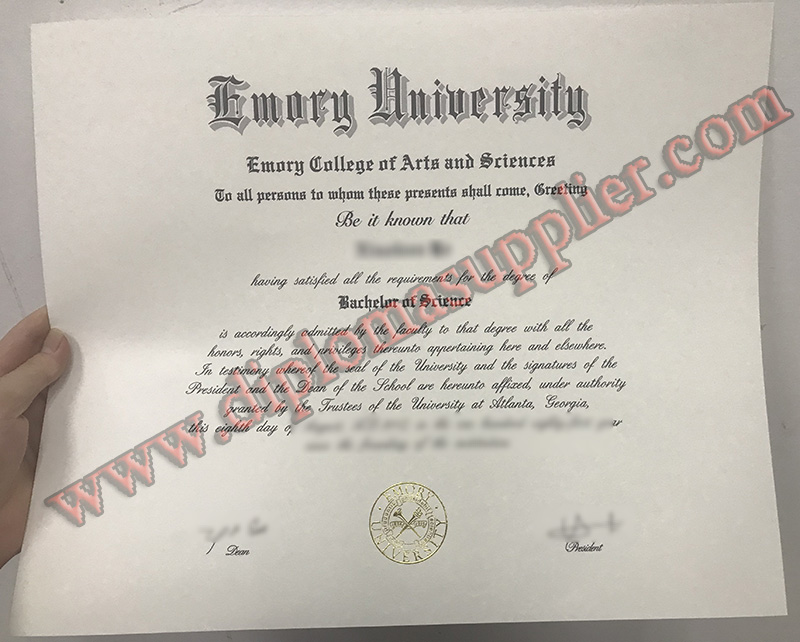 Emory University
Emory College of Arts and Sciences
To all persons to whom these presents shall come, Greeting
Be it known that
having satisfied all the requirements for the degree of
Bachelor of Science
is accordingly admitted by the faculty to that degree with all the
honors, rights, and privileges thereunto appertaining here and elsewhere.
In testimony whereof the seal of the University and the signatures of the
President and the Dean of the School are hereunto affixed, under authority
granted by the Trustees of the University at Atlanta, Georgia,
this eighth day of
EMORY UNIVERSITY
Dean
President
www.diplomasupplier.com